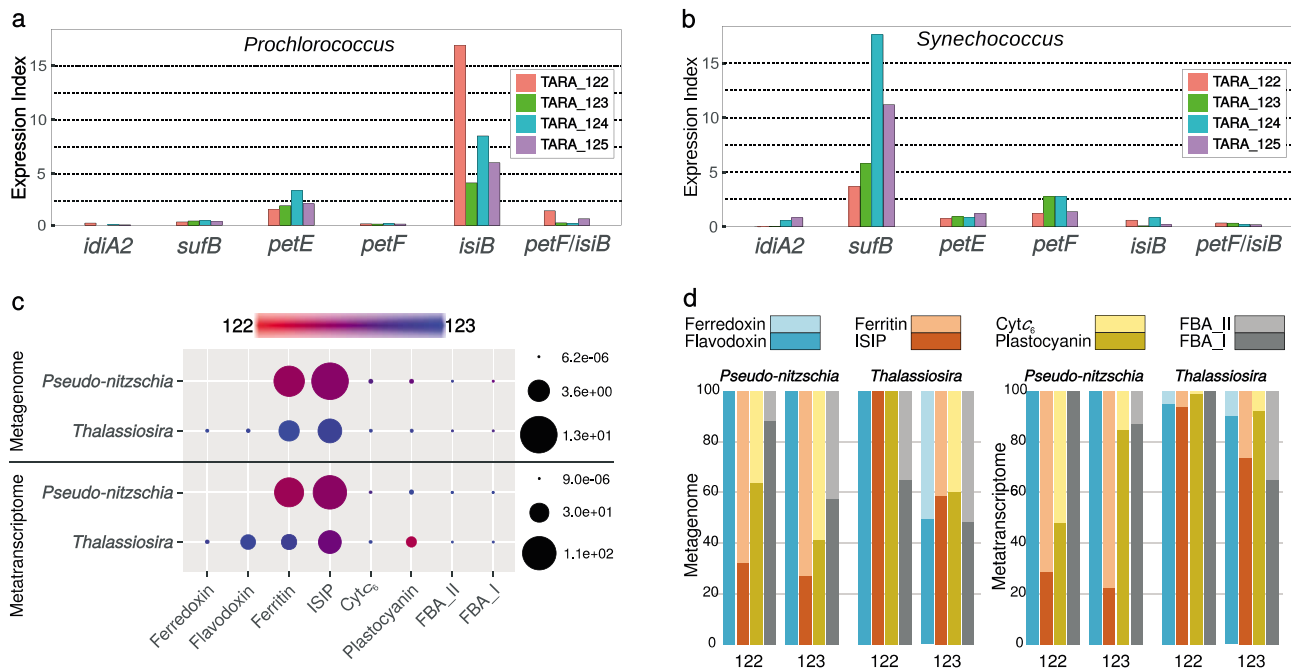 a
Prochlorococcus
Expression Index
15
10
5
0
TARA_122
TARA_123
TARA_124
TARA_125
idiA2 sufB petE petF isiB petF/isiB
b
Synechococcus
Expression Index
15
10
5
0
TARA_122
TARA_123
TARA_124
TARA_125
idiA2 sufB petE petF isiB petF/isiB
c
122 123
Metagenome
Pseudo-nitzschia
Thalassiosira
6.2e-06
3.6e+00
1.3e+01
Metatranscriptome
Pseudo-nitzschia
Thalassiosira
9.0e-06
3.0e+01
1.1e+02
Ferredoxin Flavodoxin Ferritin ISIP Cytc₆ Plastocyanin FBA_II FBA_I
d
Ferredoxin Ferritin Cytc₆ FBA_II
Flavodoxin ISIP Plastocyanin FBA_I
Pseudo-nitzschia Thalassiosira Pseudo-nitzschia Thalassiosira
Metagenome
100
80
60
40
20
0
122 123 122 123
Metatranscriptome
100
80
60
40
20
0
122 123 122 123